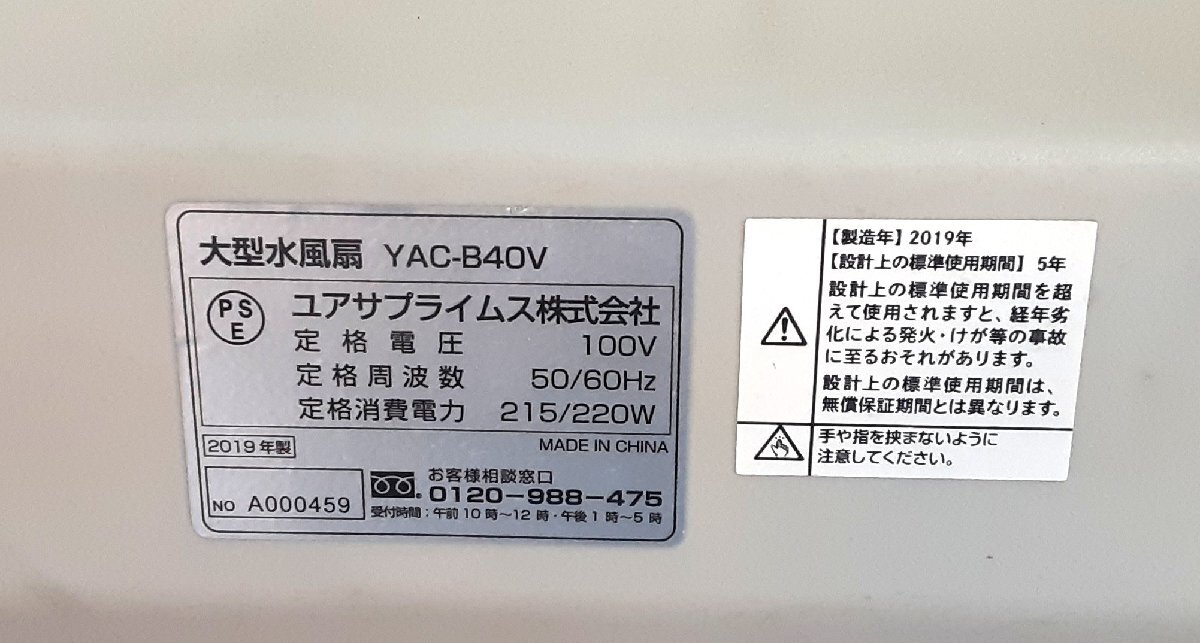 大型水風扇 YAC-B40V
PS
E
ユアサプライムス株式会社
定格電圧 100V
定格周波数 50/60Hz
定格消費電力 215/220W
2019年製
MADE IN CHINA
NO A000459
お客様相談窓口
0120-988-475
受付時間:午前10時~12時・午後1時~5時
【製造年】2019年
【設計上の標準使用期間】5年
設計上の標準使用期間を超
えて使用されますと、経年劣
化による発火・けが等の事故
に至るおそれがあります。
設計上の標準使用期間は、
無償保証期間とは異なります。
手や指を挟まないように
注意してください。